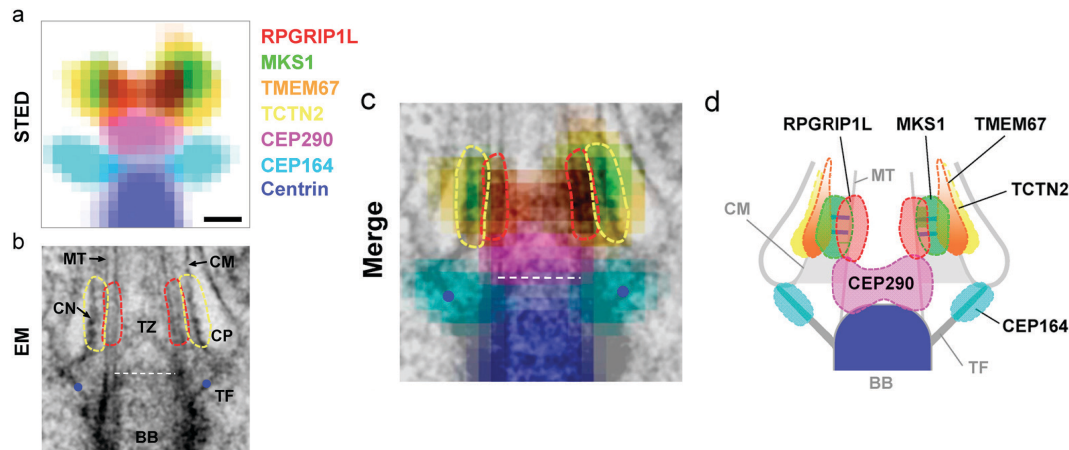 a
STED
RPGRIP1L
MKS1
TMEM67
TCTN2
CEP290
CEP164
Centrin
b
EM
MT
CM
CN
TZ
CP
TF
BB
c
Merge
d
RPGRIP1L
MKS1
TMEM67
MT
TCTN2
CM
CEP290
CEP164
TF
BB